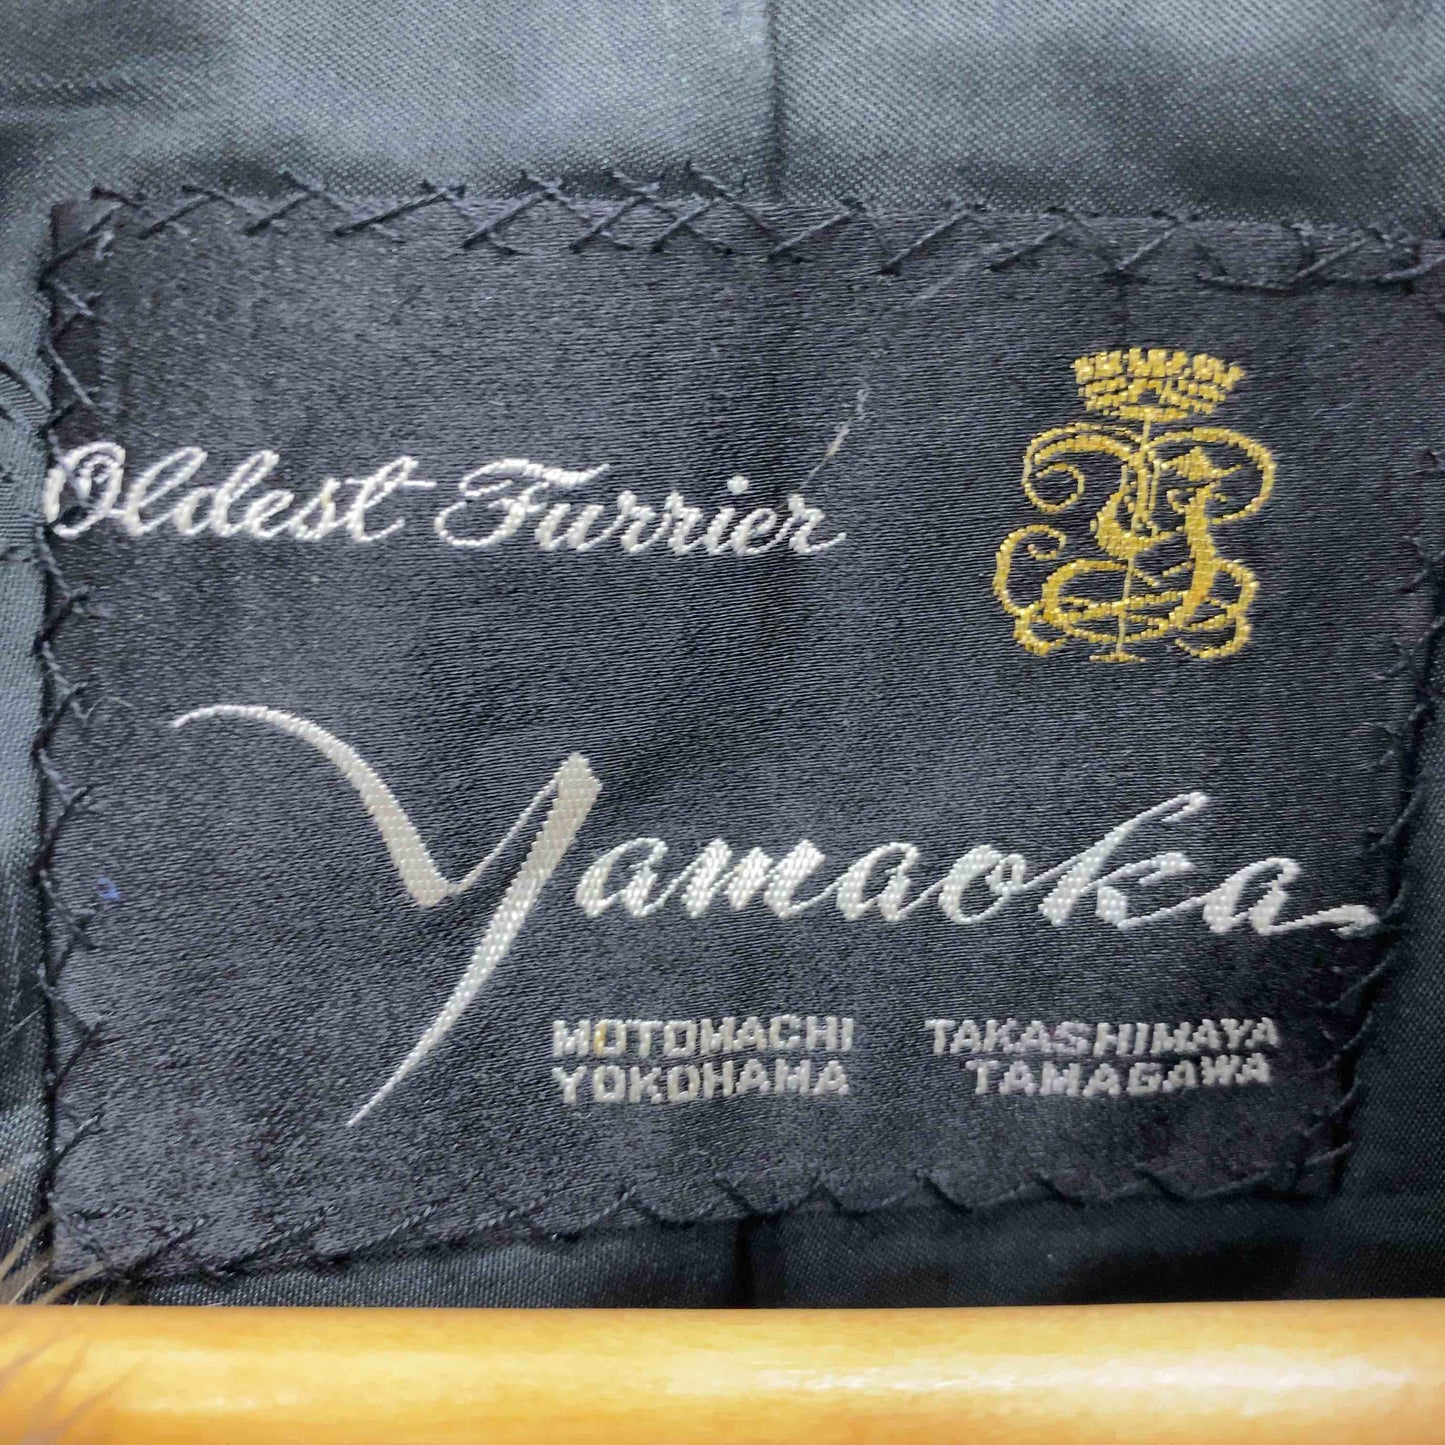 Oldest Furrier
Yamaoka
MOTOMACHI TAKASHIMAYA
YOKOHAMA TAMAGAWA